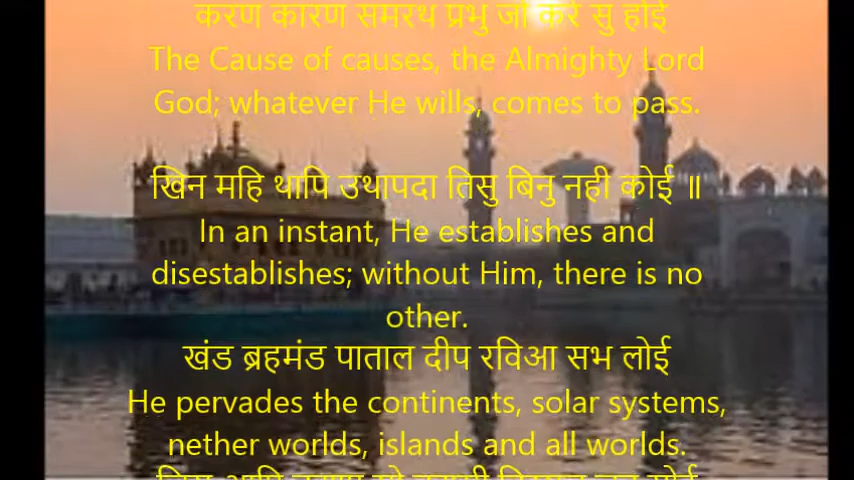 करण कारण समरथ प्रभु जो करे सु होई
The Cause of causes, the Almighty Lord
God; whatever He wills, comes to pass.
खिन महि थापि उथापदा तिसु बिनु नही कोई ॥
In an instant, He establishes and
disestablishes; without Him, there is no
other.
खंड ब्रहमंड पाताल दीप रविआ सभ लोई
He pervades the continents, solar systems,
nether worlds, islands and all worlds.